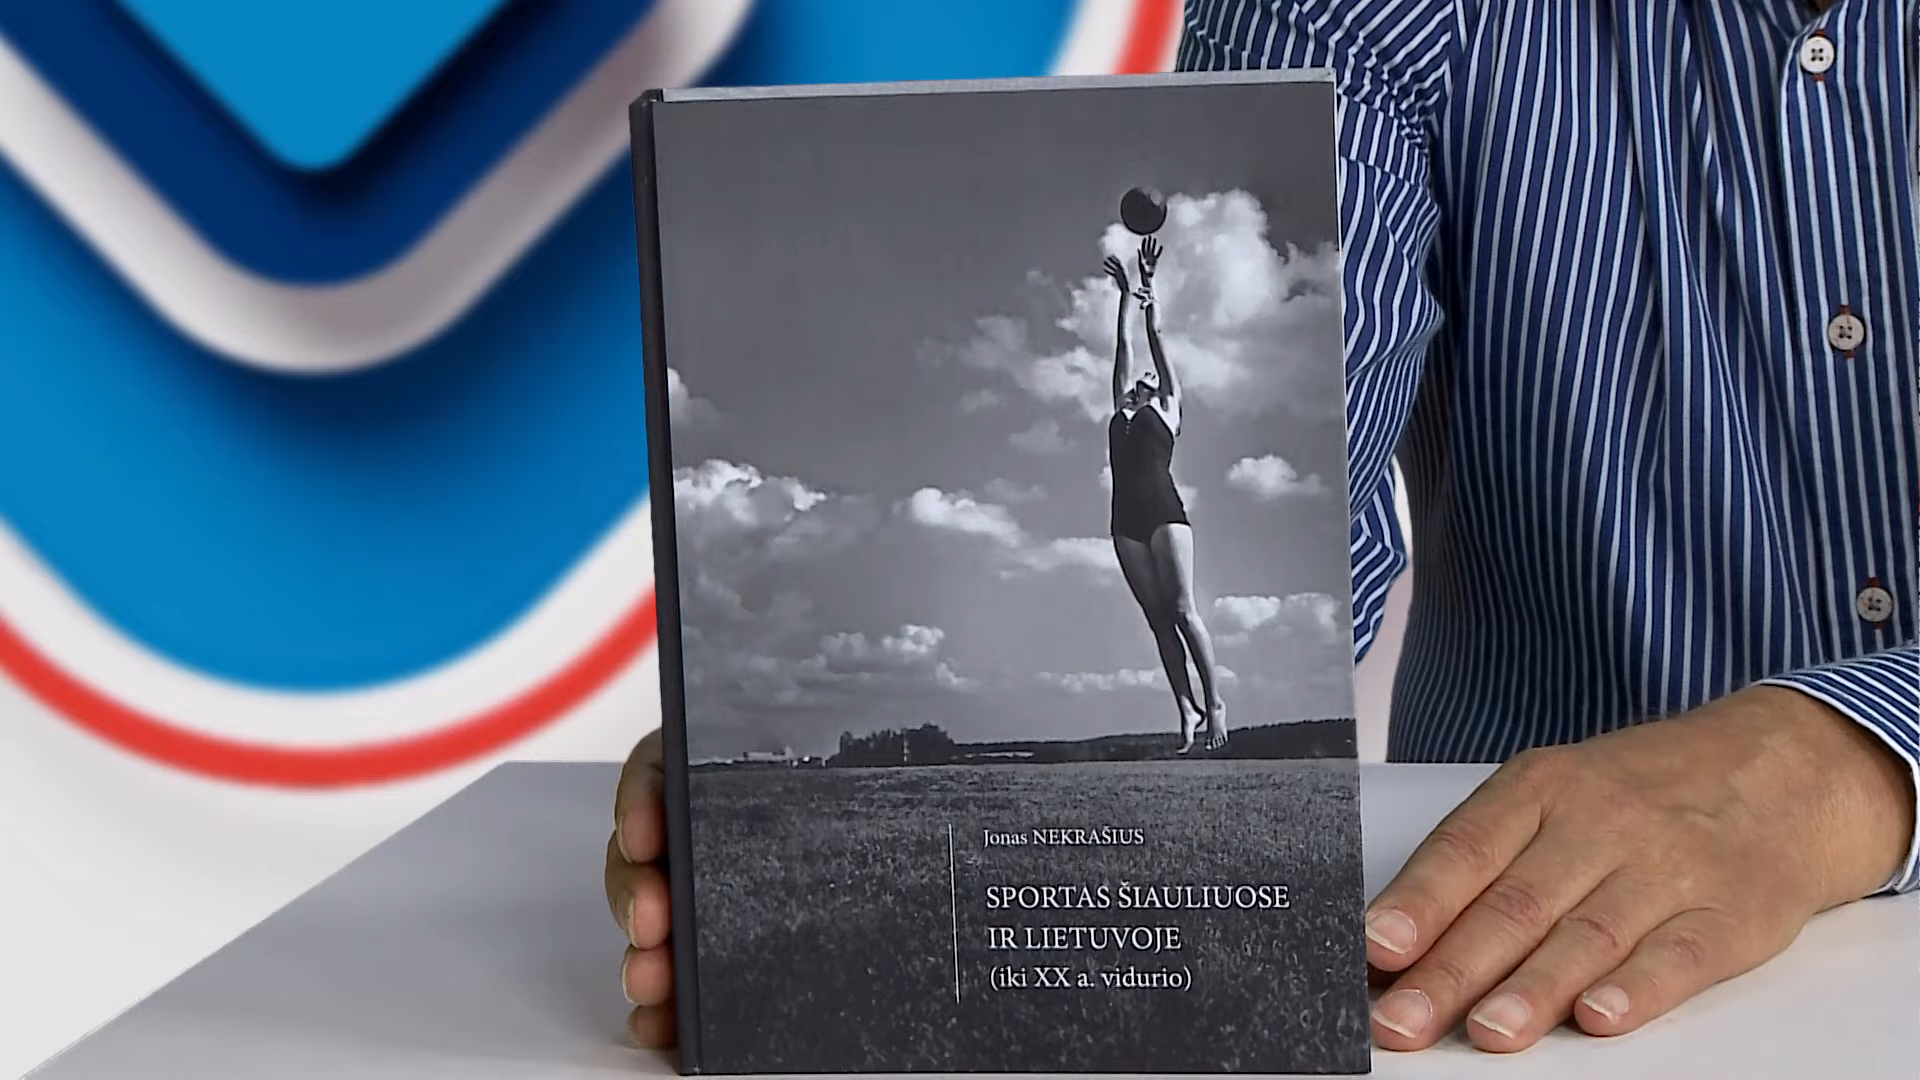 Jonas NEKRAŠIUS
SPORTAS ŠIAULIUOSE
IR LIETUVOJE
(iki XX a. vidurio)